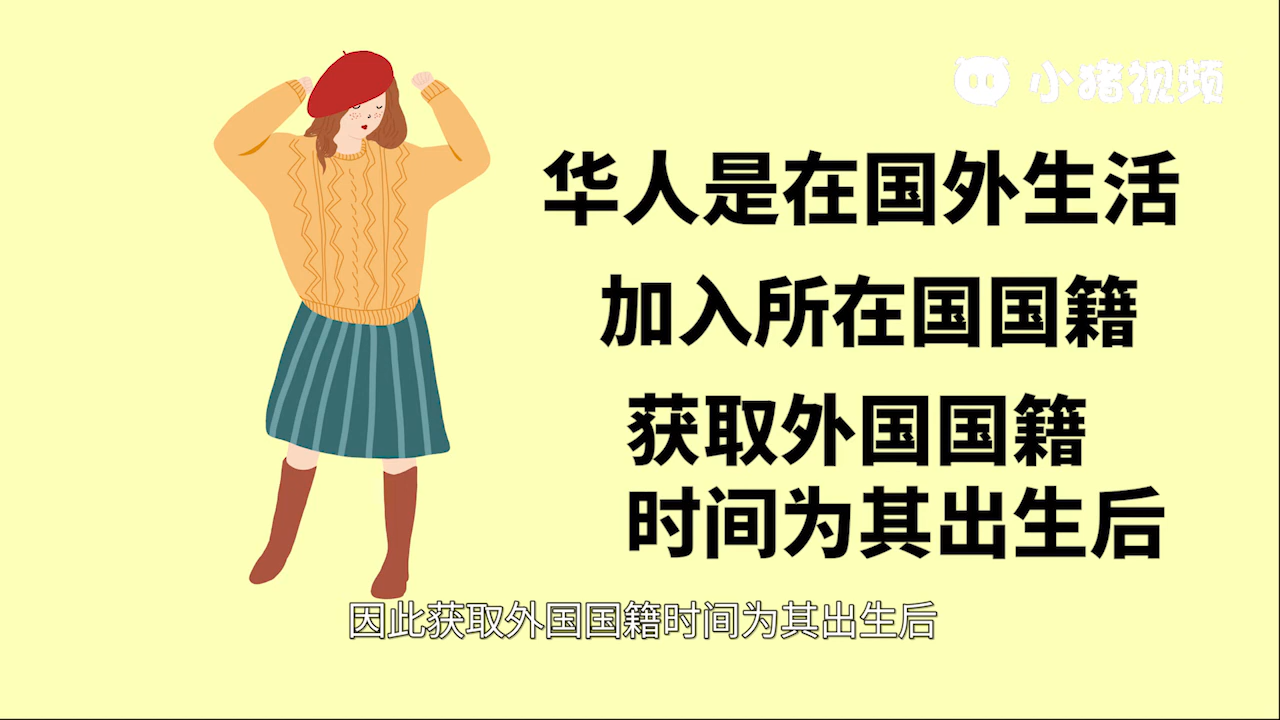 小猪视频
华人是在国外生活
加入所在国国籍
获取外国国籍
时间为其出生后
因此获取外国国籍时间为其出生后